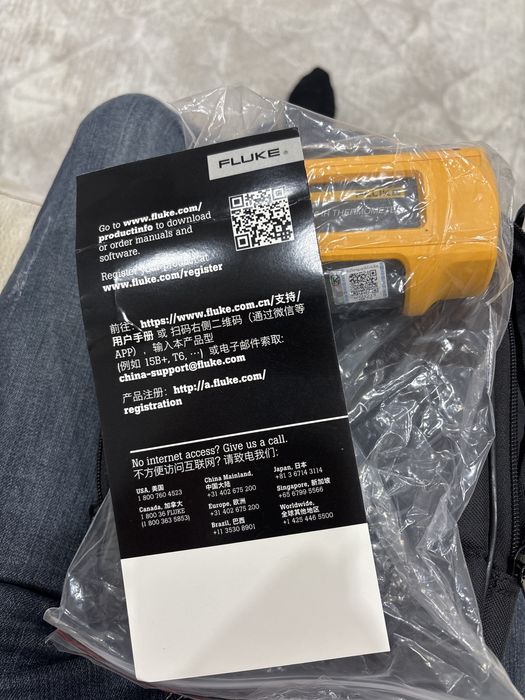 FLUKE®
Go to www.fluke.com/
productinfo to download
or order manuals and
software.
Register your product at
www.fluke.com/register
前往：https://www.fluke.com.cn/支持/
用户手册 或 扫码右侧二维码（通过微信等
APP），输入本产品型
(例如 15B+, T6, ...) 或电子邮件索取:
china-support@fluke.com
产品注册：http://a.fluke.com/
registration
No internet access? Give us a call.
不方便访问互联网? 请致电我们:
USA, 美国
1 800 760 4523
Canada, 加拿大
1 800 36 FLUKE
(1 800 363 5853)
China Mainland,
中国大陆
+31 402 675 200
Europe, 欧洲
+31 402 675 200
Brazil, 巴西
+11 3530 8901
Japan, 日本
+81 3 6714 3114
Singapore, 新加坡
+65 6799 5566
Worldwide,
全球其他地区
+1 425 446 5500
FLUKE
THERMOMETER